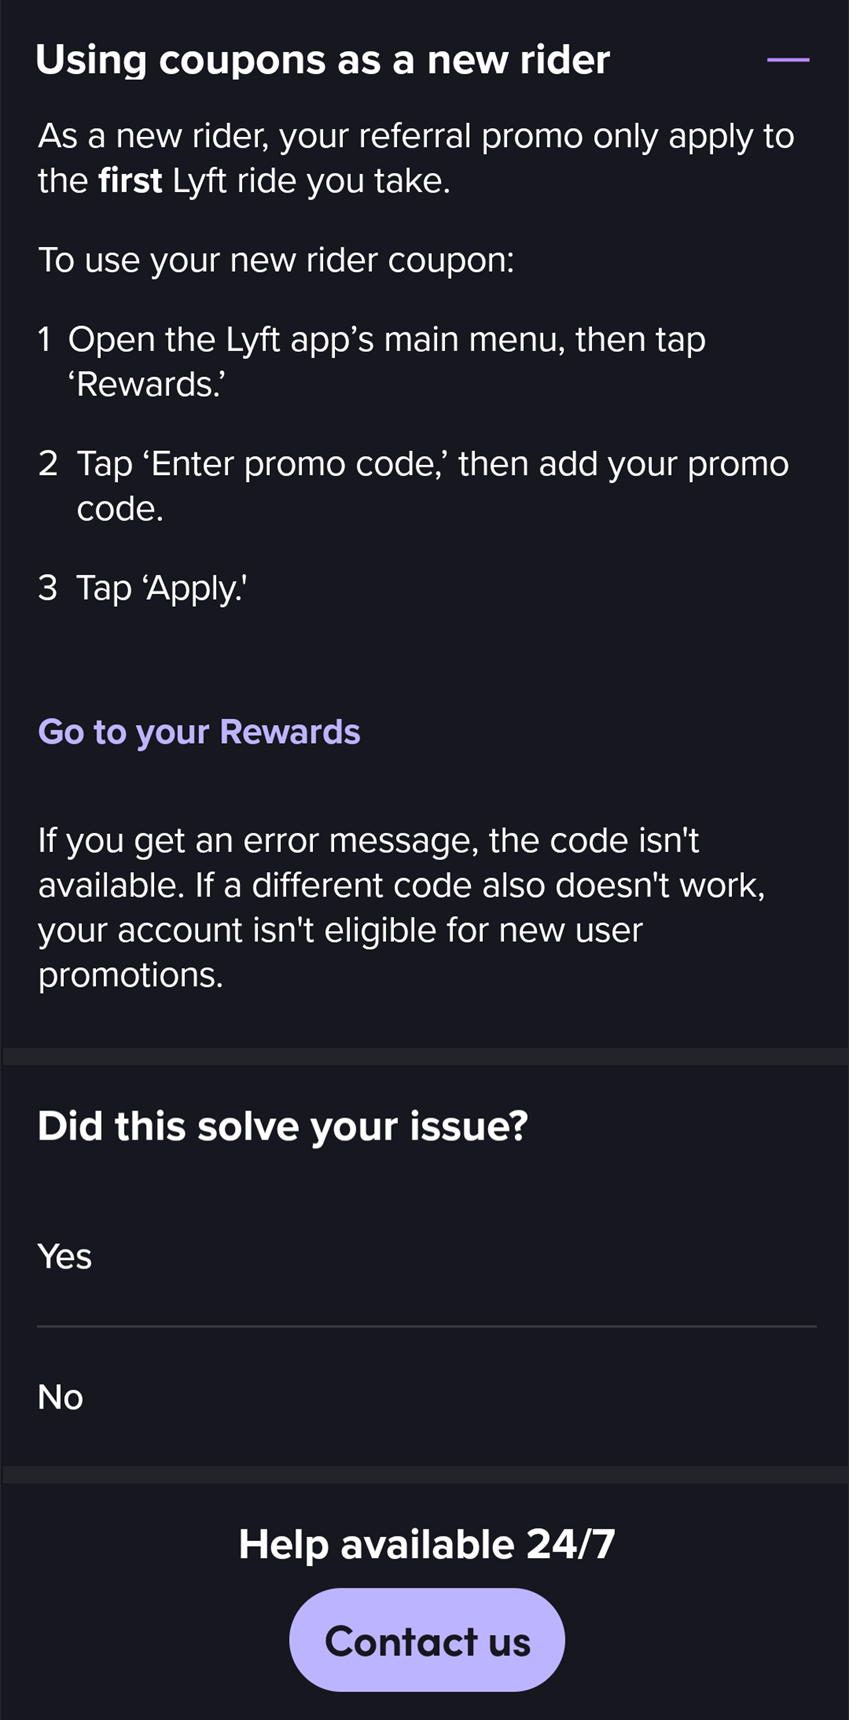 Using coupons as a new rider
As a new rider, your referral promo only apply to
the first Lyft ride you take.
To use your new rider coupon:
1 Open the Lyft app’s main menu, then tap
‘Rewards.’
2 Tap ‘Enter promo code,’ then add your promo
code.
3 Tap ‘Apply.'
Go to your Rewards
If you get an error message, the code isn't
available. If a different code also doesn't work,
your account isn't eligible for new user
promotions.
Did this solve your issue?
Yes
No
Help available 24/7
Contact us